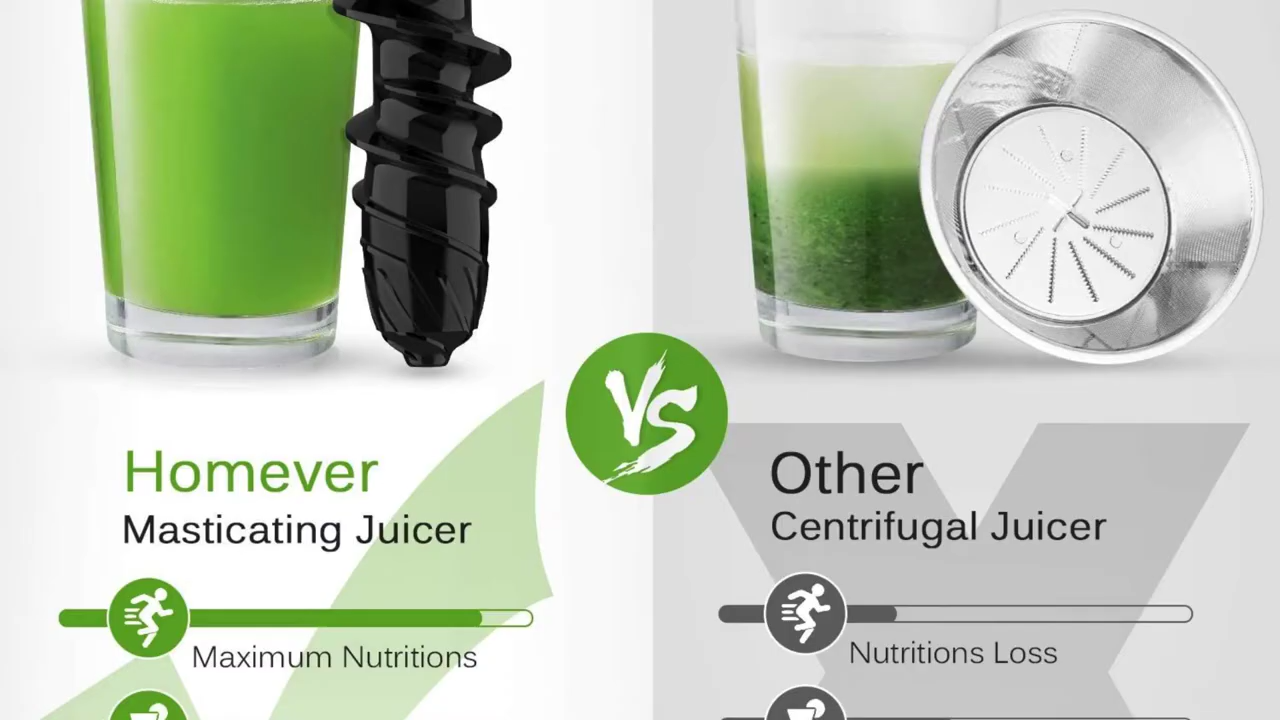 VS
Homever
Masticating Juicer
Maximum Nutritions
Other
Centrifugal Juicer
Nutritions Loss